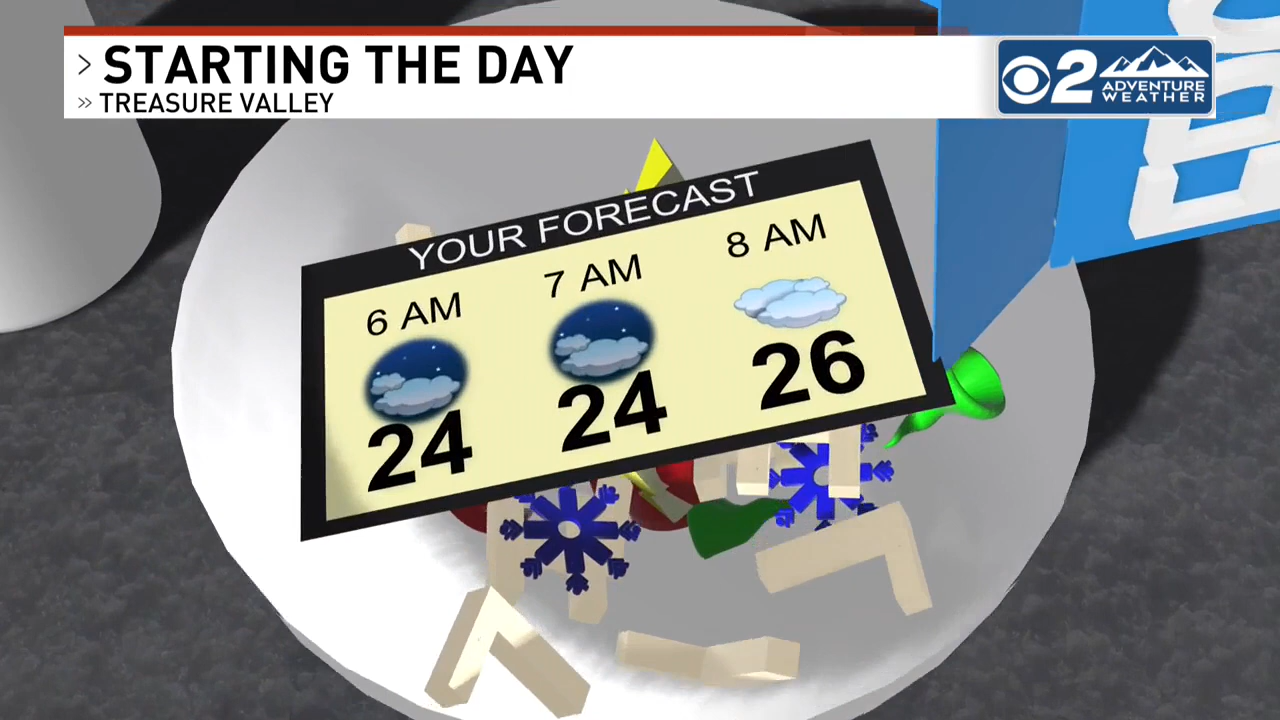 > STARTING THE DAY
» TREASURE VALLEY
2 ADVENTURE
WEATHER
YOUR FORECAST
6 AM 7 AM 8 AM
24 24 26